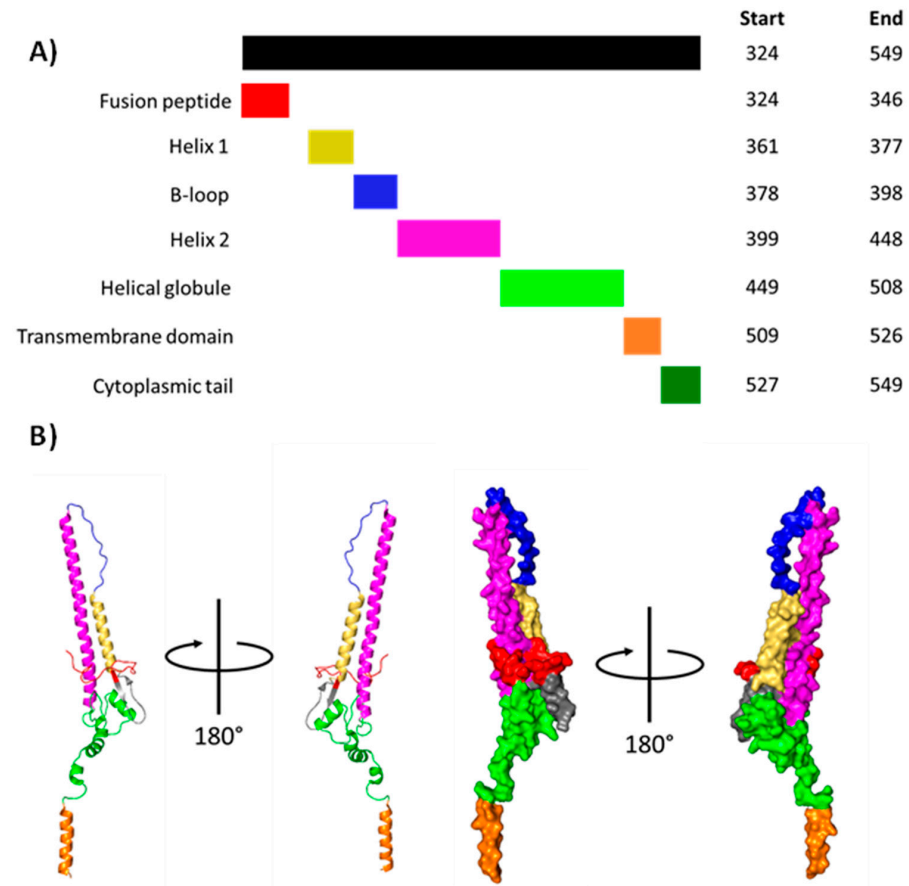 Start End
A) 324 549
Fusion peptide 324 346
Helix 1 361 377
B-loop 378 398
Helix 2 399 448
Helical globule 449 508
Transmembrane domain 509 526
Cytoplasmic tail 527 549
B)
180° 180°